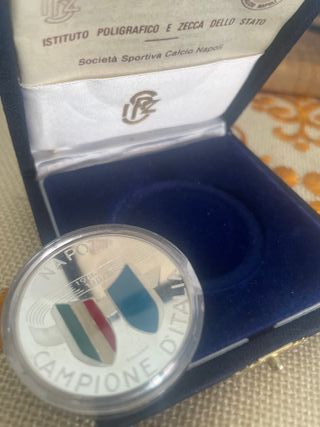 ISTITUTO POLIGRAFICO E ZECCA DELLO STATO
Società Sportiva Calcio Napoli
NAPOLI
CAMPIONE D'ITALIA